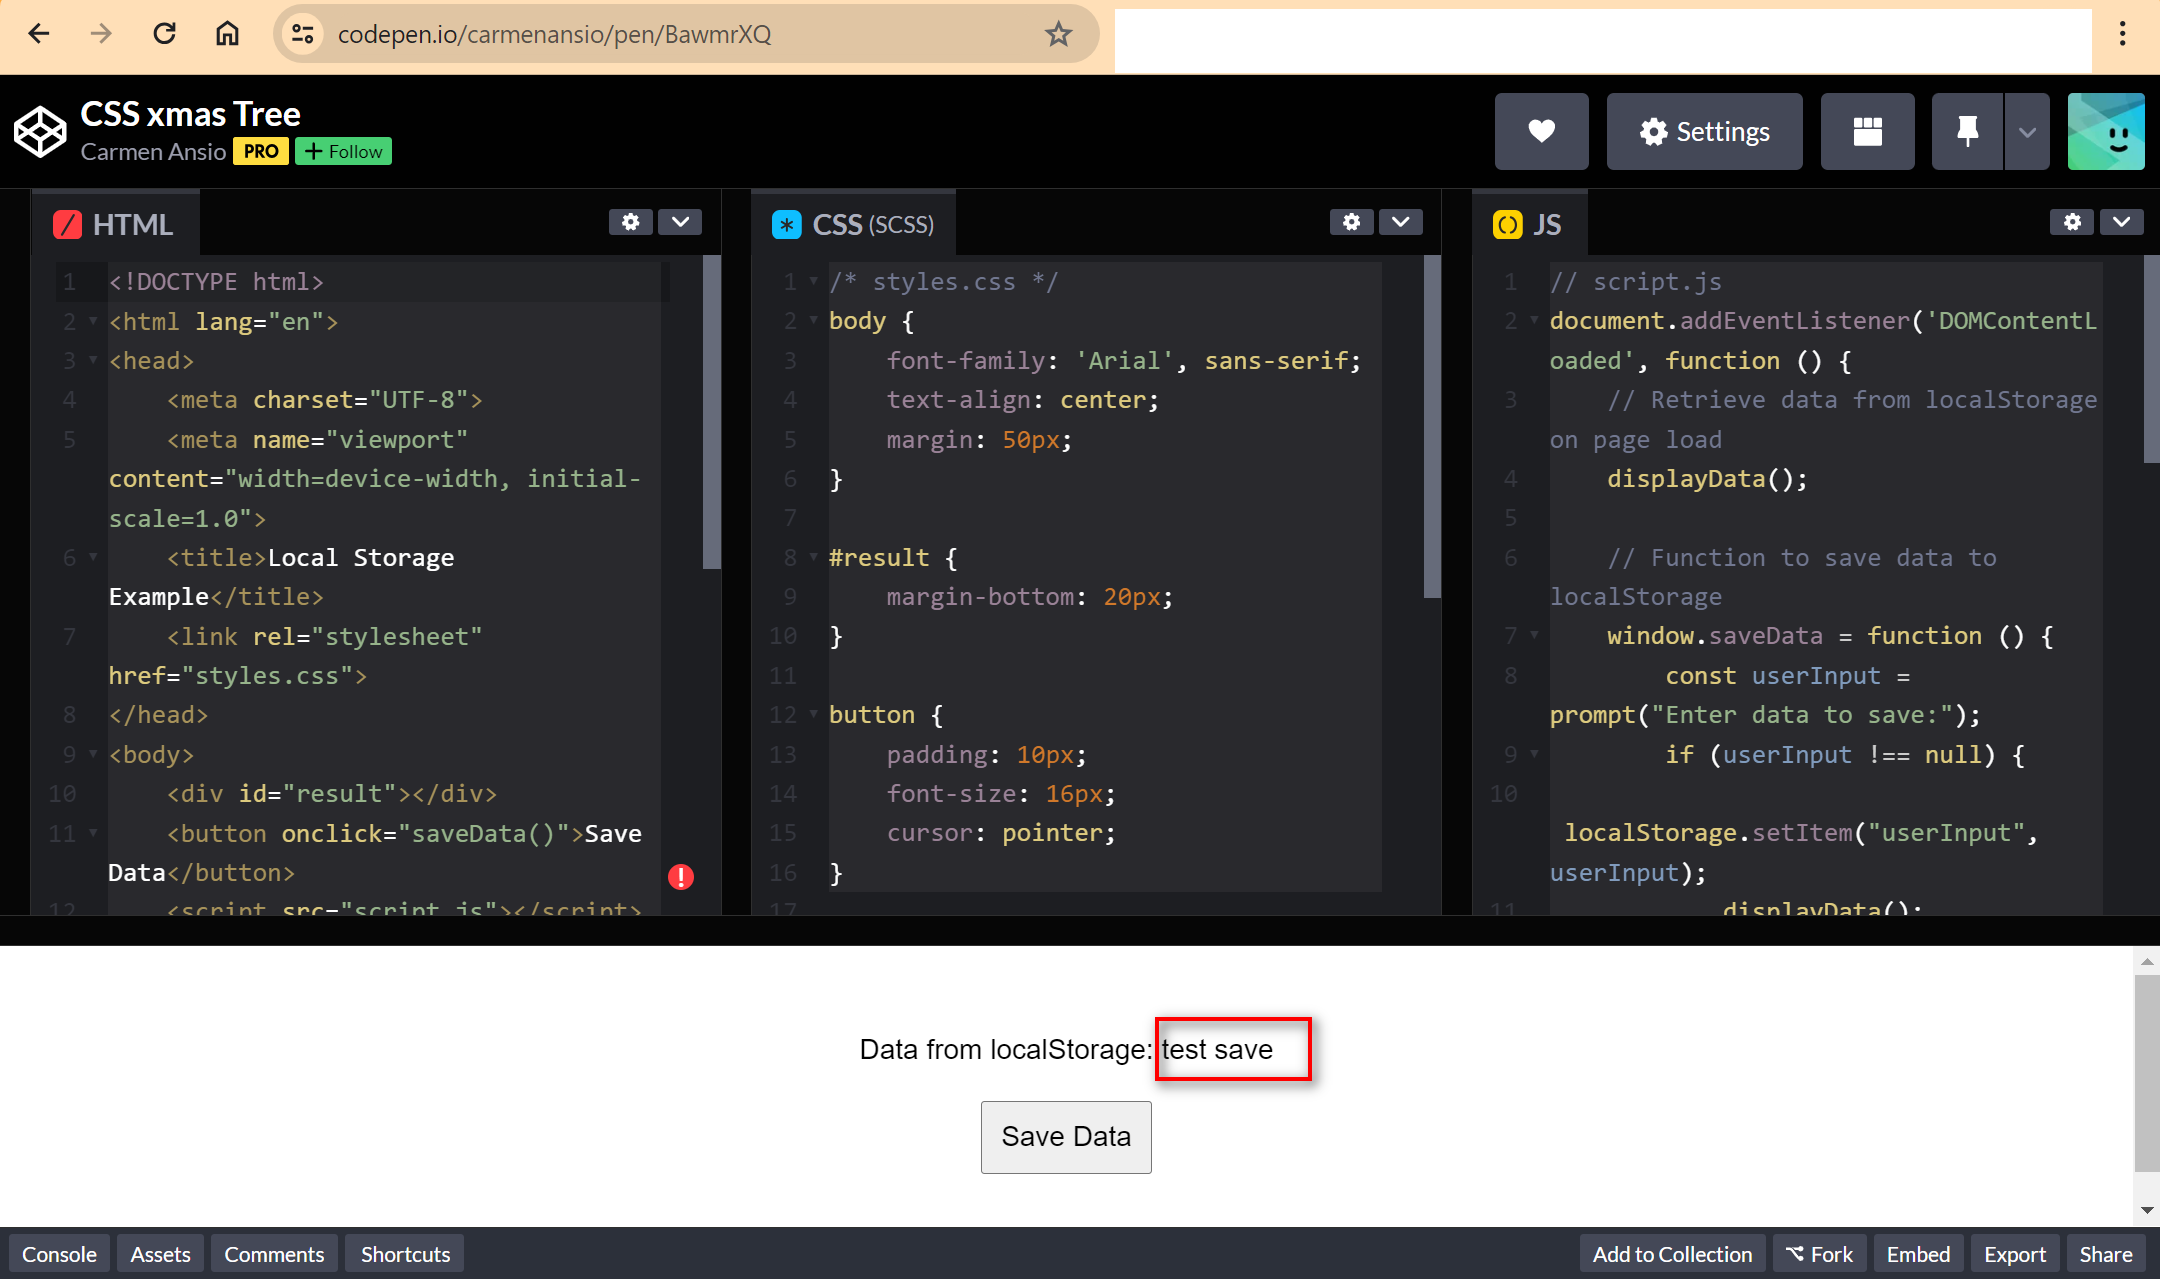 codepen.io/carmenansio/pen/BawmrXQ
CSS xmas Tree
Carmen Ansio PRO + Follow
Settings
HTML
1 <!DOCTYPE html>
2 <html lang="en">
3 <head>
4 <meta charset="UTF-8">
5 <meta name="viewport"
content="width=device-width, initial-
scale=1.0">
6 <title>Local Storage
Example</title>
7 <link rel="stylesheet"
href="styles.css">
8 </head>
9 <body>
10 <div id="result"></div>
11 <button onclick="saveData()">Save
Data</button>
12 <script src="script.js"></script>
CSS (SCSS)
1 /* styles.css */
2 body {
3 font-family: 'Arial', sans-serif;
4 text-align: center;
5 margin: 50px;
6 }
7
8 #result {
9 margin-bottom: 20px;
10 }
11
12 button {
13 padding: 10px;
14 font-size: 16px;
15 cursor: pointer;
16 }
17
JS
1 // script.js
2 document.addEventListener('DOMContentL
oaded', function () {
3 // Retrieve data from localStorage
on page load
4 displayData();
5
6 // Function to save data to
localStorage
7 window.saveData = function () {
8 const userInput =
prompt("Enter data to save:");
9 if (userInput !== null) {
10
localStorage.setItem("userInput",
userInput);
11 displayData();
Data from localStorage: test save
Save Data
Console Assets Comments Shortcuts
Add to Collection Fork Embed Export Share